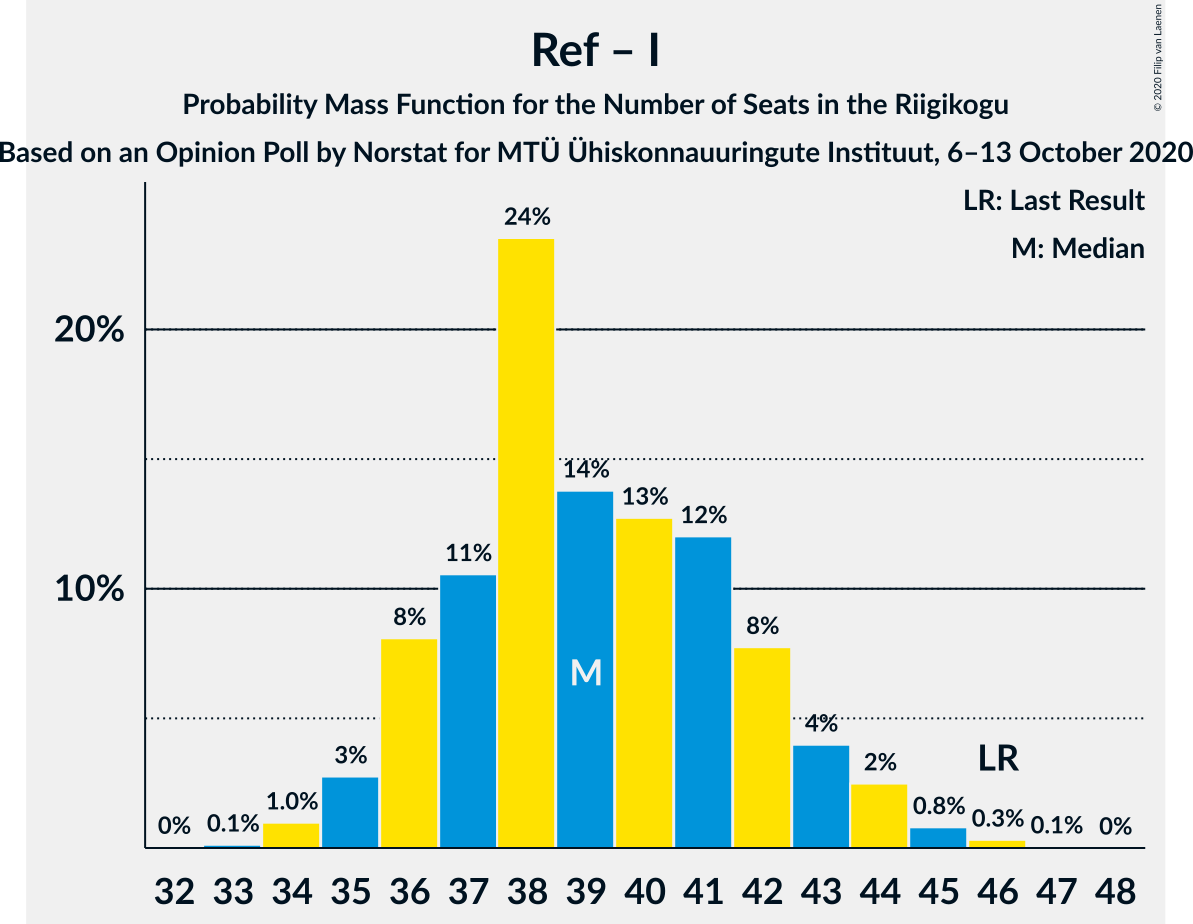 Ref – I
Probability Mass Function for the Number of Seats in the Riigikogu
Based on an Opinion Poll by Norstat for MTÜ Ühiskonnauuringute Instituut, 6–13 October 2020
© 2020 Filip van Laenen
LR: Last Result
M: Median
20%
10%
0%
0.1%
1.0%
3%
8%
11%
24%
14%
13%
12%
8%
4%
2%
0.8%
0.3%
0.1%
0%
M
LR
32 33 34 35 36 37 38 39 40 41 42 43 44 45 46 47 48